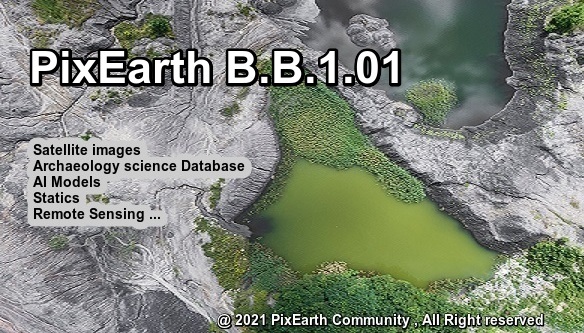 PixEarth B.B.1.01
Satellite images
Archaeology science Database
AI Models
Statics
Remote Sensing ...
@ 2021 PixEarth Community , All Right reserved